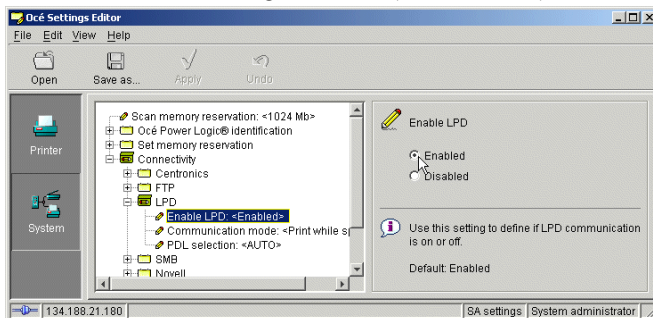 Océ Settings Editor
File Edit View Help
Open Save as... Apply Undo
Printer
System
Scan memory reservation: <1024 Mb>
Océ Power Logic® identification
Set memory reservation
Connectivity
Centronics
FTP
LPD
Enable LPD: <Enabled>
Communication mode: <Print while s
PDL selection: <AUTO>
SMB
Novell
Enable LPD
Enabled
Disabled
Use this setting to define if LPD communication
is on or off.
Default: Enabled
134.188.21.180 SA settings System administrator